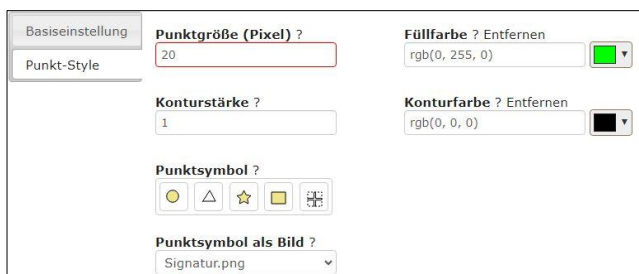 Basiseinstellung
Punkt-Style
Punktgröße (Pixel) ?
20
Füllfarbe ? Entfernen
rgb(0, 255, 0)
Konturstärke ?
1
Konturfarbe ? Entfernen
rgb(0, 0, 0)
Punktsymbol ?
Punktsymbol als Bild ?
Signatur.png